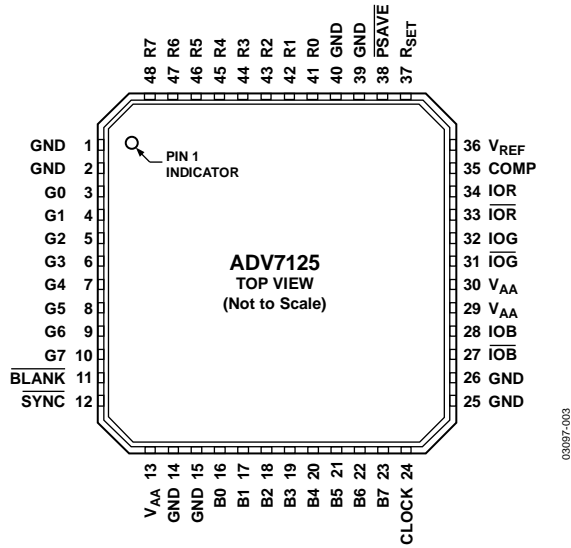 48 R7
47 R6
46 R5
45 R4
44 R3
43 R2
42 R1
41 R0
40 GND
39 GND
38 PSAVE
37 RSET
GND 1
GND 2
G0 3
G1 4
G2 5
G3 6
G4 7
G5 8
G6 9
G7 10
BLANK 11
SYNC 12
PIN 1
INDICATOR
ADV7125
TOP VIEW
(Not to Scale)
36 VREF
35 COMP
34 IOR
33 IOR
32 IOG
31 IOG
30 VAA
29 VAA
28 IOB
27 IOB
26 GND
25 GND
VAA 13
GND 14
GND 15
B0 16
B1 17
B2 18
B3 19
B4 20
B5 21
B6 22
B7 23
CLOCK 24
03097-003